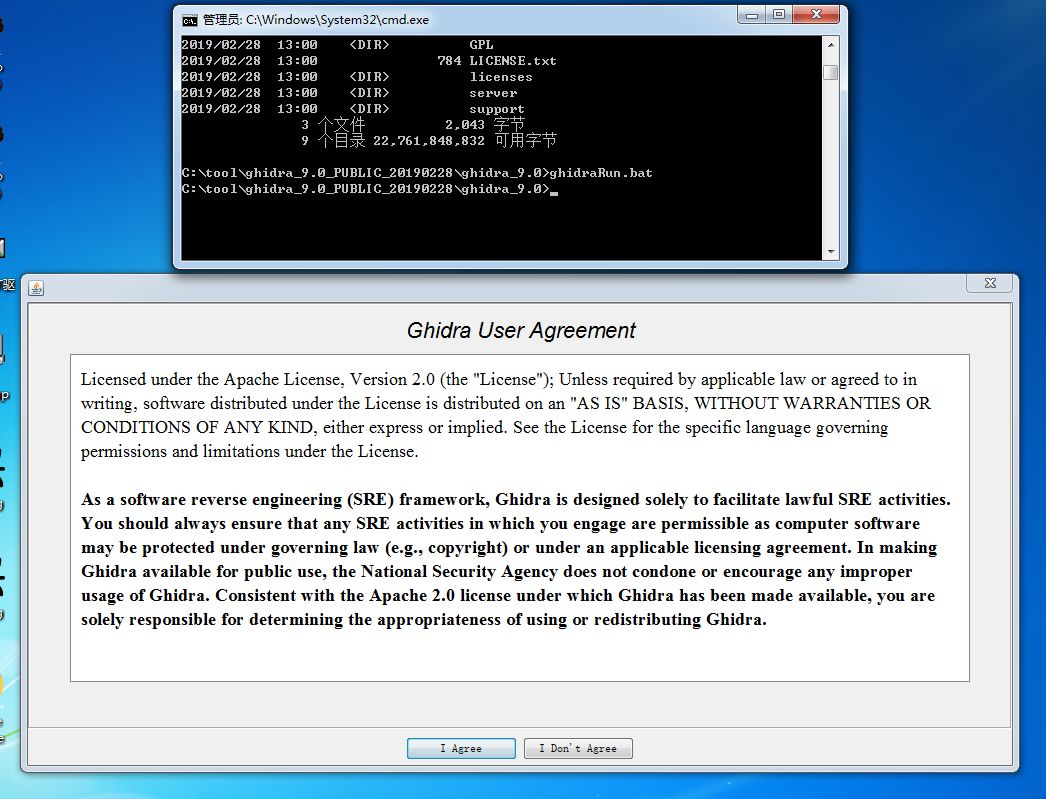 管理员: C:\Windows\System32\cmd.exe
2019/02/28  13:00    <DIR>          GPL
2019/02/28  13:00               784 LICENSE.txt
2019/02/28  13:00    <DIR>          licenses
2019/02/28  13:00    <DIR>          server
2019/02/28  13:00    <DIR>          support
3 个文件          2,043 字节
9 个目录 22,761,848,832 可用字节
C:\tool\ghidra_9.0_PUBLIC_20190228\ghidra_9.0>ghidraRun.bat
C:\tool\ghidra_9.0_PUBLIC_20190228\ghidra_9.0>_
驱
Ghidra User Agreement
Licensed under the Apache License, Version 2.0 (the "License"); Unless required by applicable law or agreed to in
writing, software distributed under the License is distributed on an "AS IS" BASIS, WITHOUT WARRANTIES OR
CONDITIONS OF ANY KIND, either express or implied. See the License for the specific language governing
permissions and limitations under the License.
As a software reverse engineering (SRE) framework, Ghidra is designed solely to facilitate lawful SRE activities.
You should always ensure that any SRE activities in which you engage are permissible as computer software
may be protected under governing law (e.g., copyright) or under an applicable licensing agreement. In making
Ghidra available for public use, the National Security Agency does not condone or encourage any improper
usage of Ghidra. Consistent with the Apache 2.0 license under which Ghidra has been made available, you are
solely responsible for determining the appropriateness of using or redistributing Ghidra.
I Agree
I Don't Agree